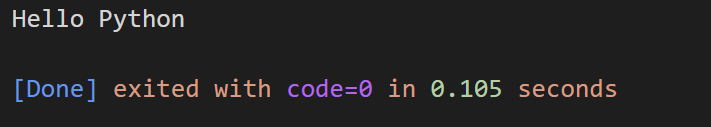 Hello Python
[Done] exited with code=0 in 0.105 seconds